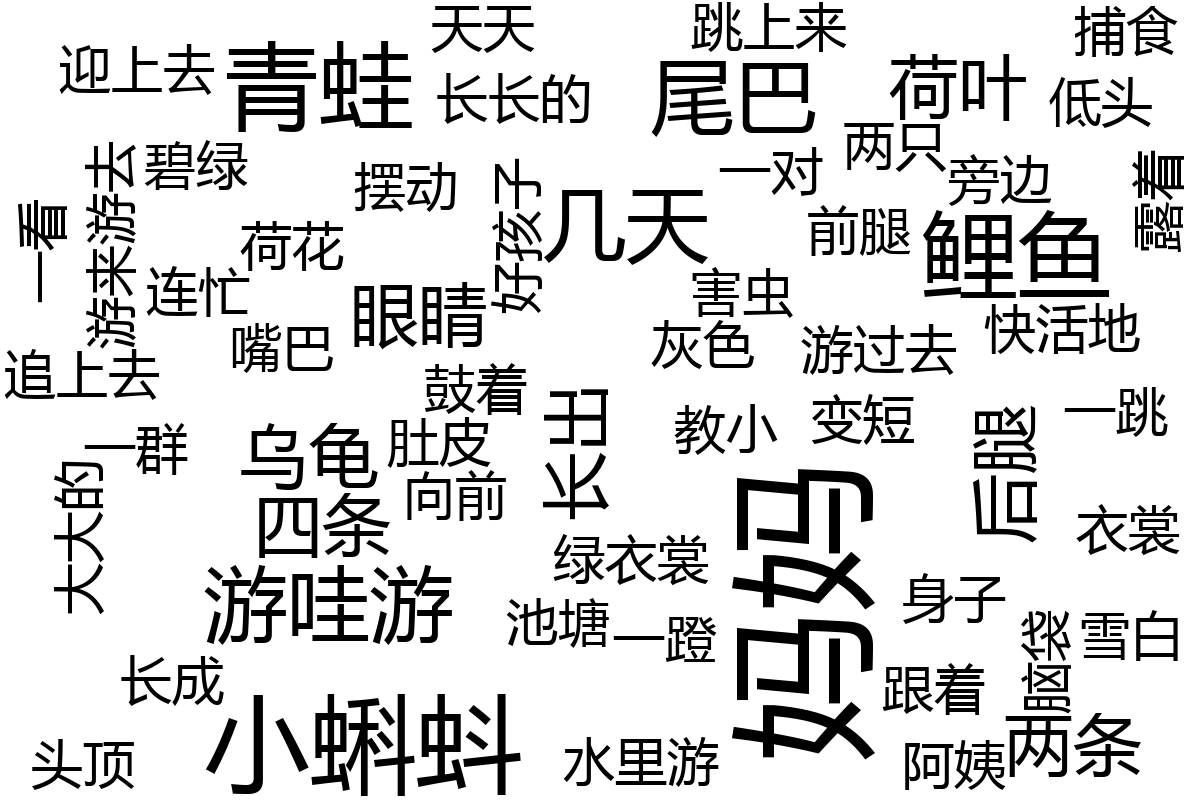 天天
跳上来
捕食
迎上去
青蛙
长长的
尾巴
荷叶
低头
碧绿
摆动
一对
两只
旁边
露着
一看
游来游去
荷花
好孩子
几天
前腿
鲤鱼
连忙
眼睛
害虫
灰色
快活地
嘴巴
游过去
追上去
鼓着
长出
教小
变短
一跳
一群
乌龟
肚皮
后腿
大大的
四条
向前
妈妈
衣裳
绿衣裳
游哇游
池塘
一蹬
身子
脑袋
雪白
长成
跟着
小蝌蚪
两条
头顶
水里游
阿姨